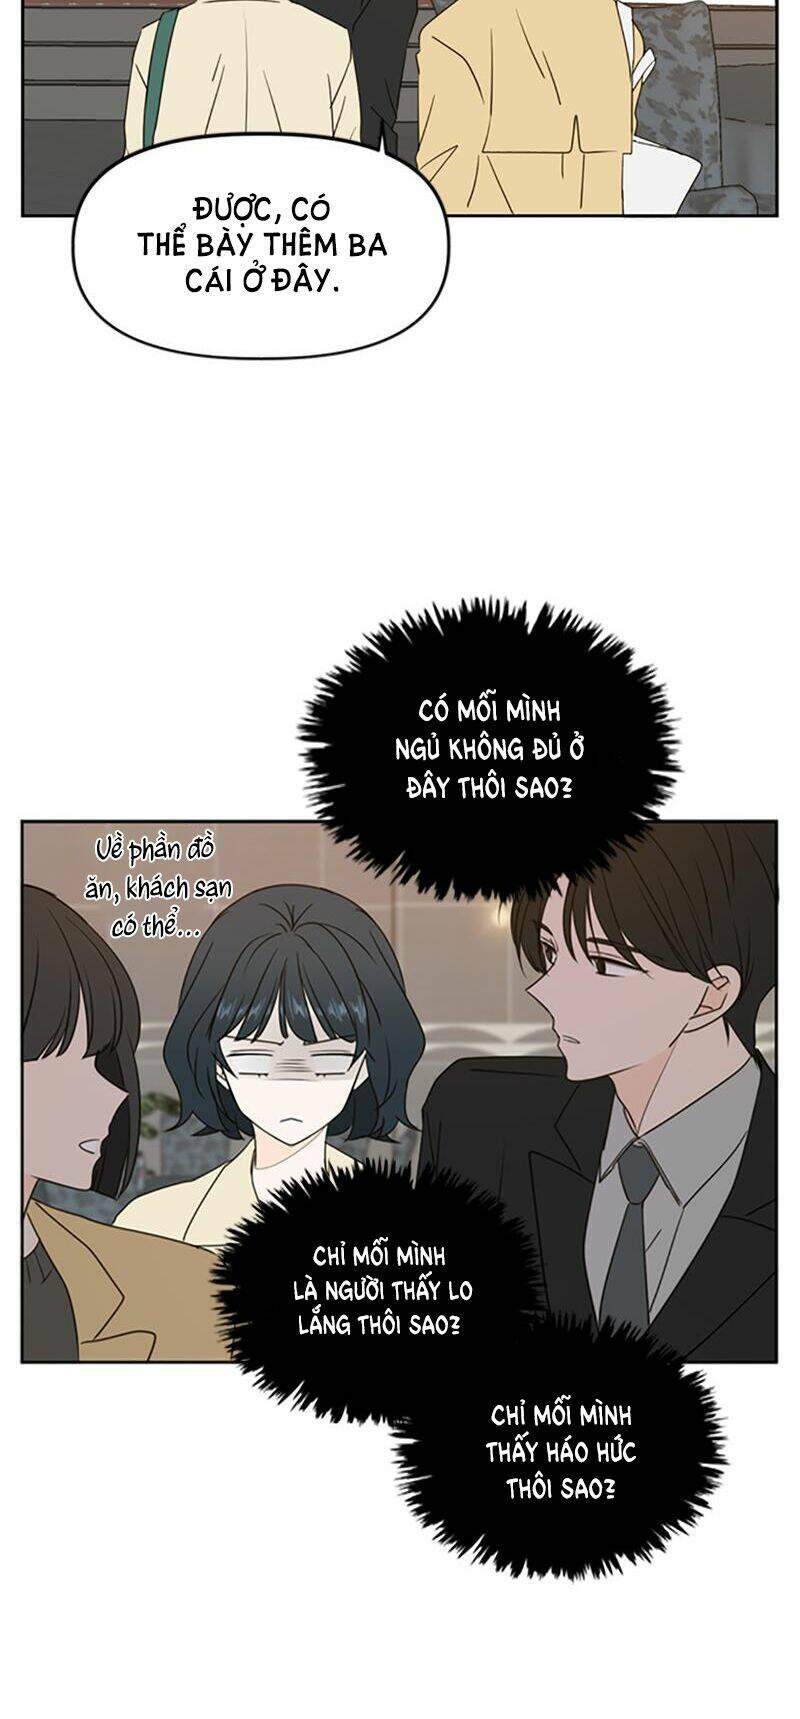 ĐƯỢC, CÓ
THỂ BÀY THÊM BA
CÁI Ở ĐÂY.
CÓ MỖI MÌNH
NGỦ KHÔNG ĐỦ Ở
ĐÂY THÔI SAO?
Về phần đồ
ăn, khách sạn
có thể...
CHỈ MỖI MÌNH
LÀ NGƯỜI THẤY LO
LẮNG THÔI SAO?
CHỈ MỖI MÌNH
THẤY HÁO HỨC
THÔI SAO?